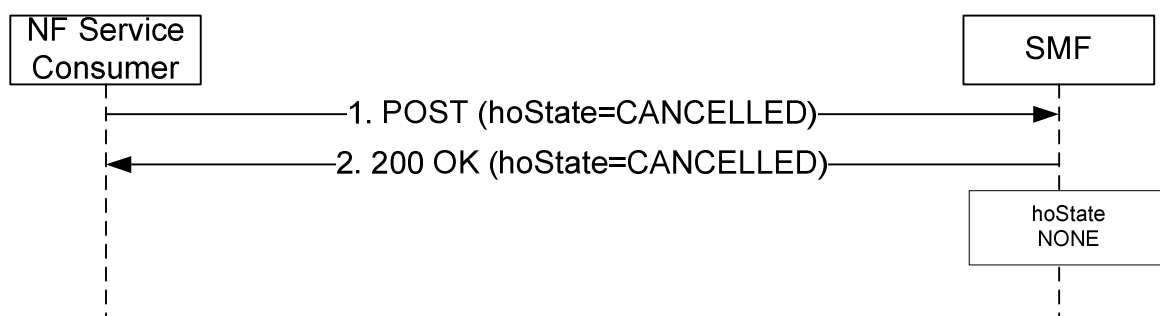 NF Service
Consumer
SMF
1. POST (hoState=CANCELLED)
2. 200 OK (hoState=CANCELLED)
hoState
NONE